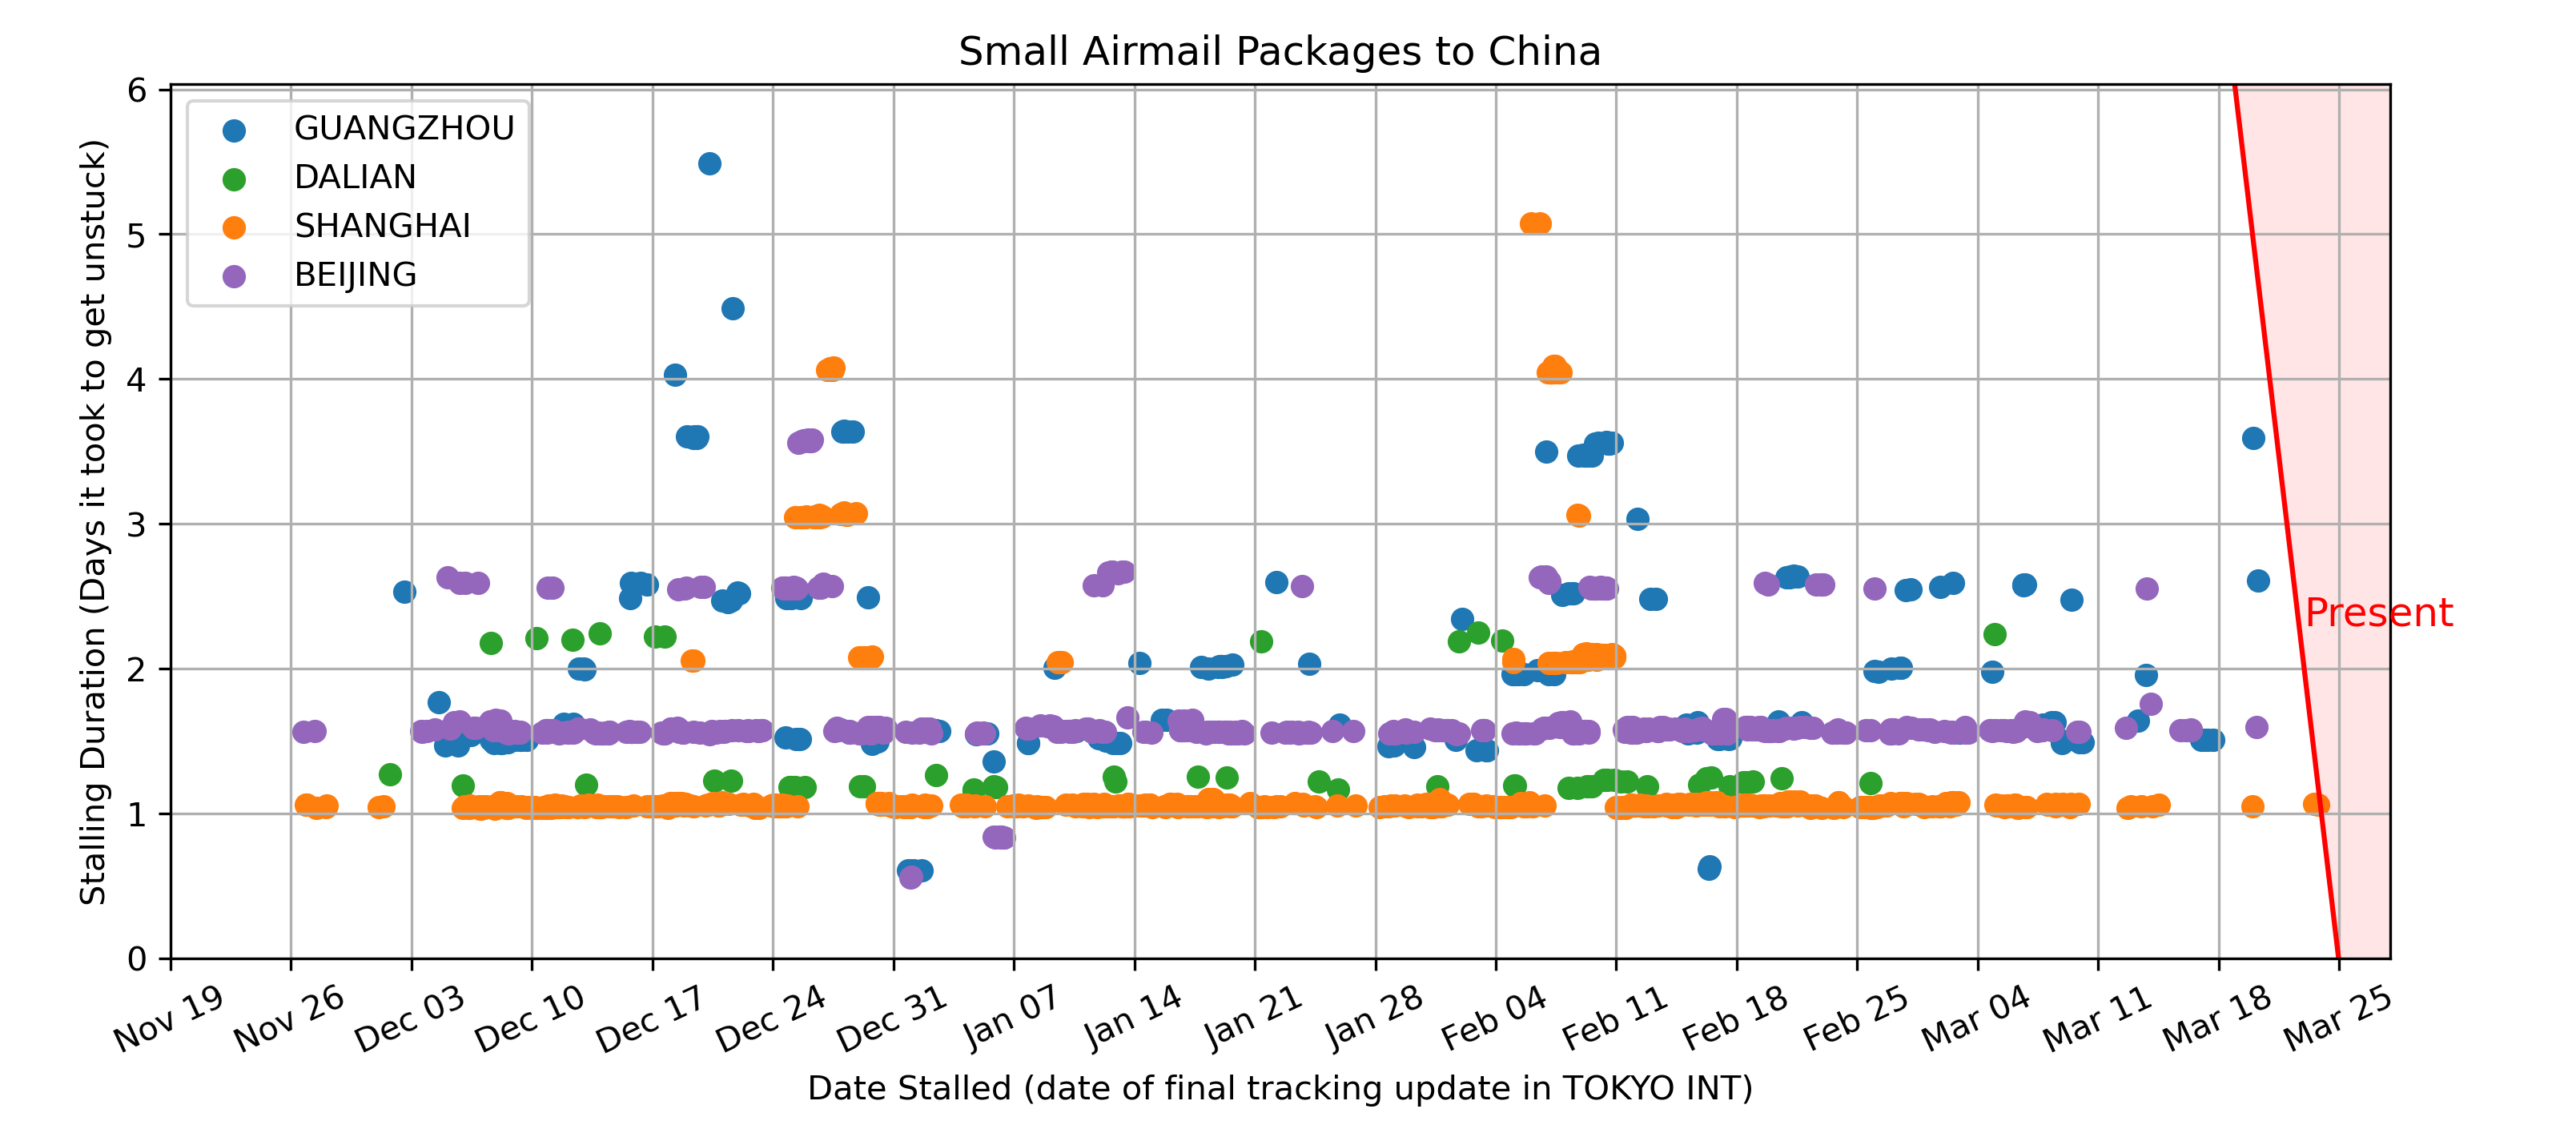 Small Airmail Packages to China
Stalling Duration (Days it took to get unstuck)
6
5
4
3
2
1
0
GUANGZHOU
DALIAN
SHANGHAI
BEIJING
Present
Nov 19
Nov 26
Dec 03
Dec 10
Dec 17
Dec 24
Dec 31
Jan 07
Jan 14
Jan 21
Jan 28
Feb 04
Feb 11
Feb 18
Feb 25
Mar 04
Mar 11
Mar 18
Mar 25
Date Stalled (date of final tracking update in TOKYO INT)